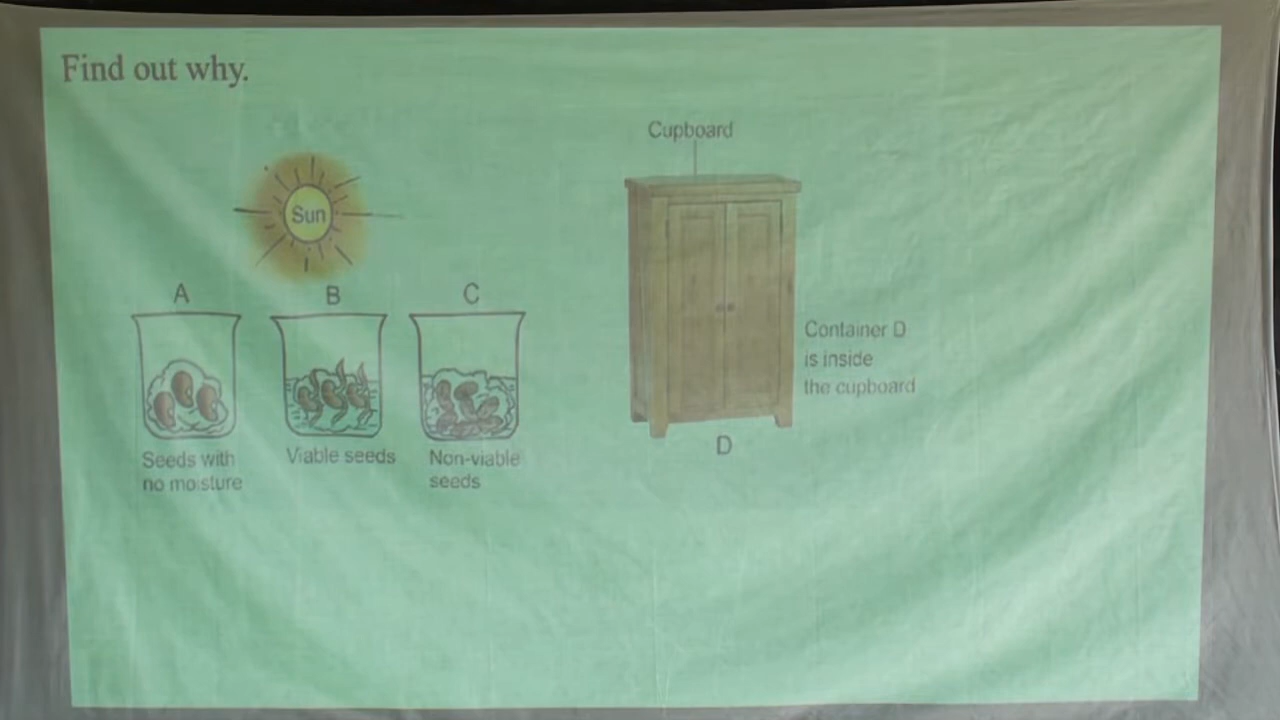 Find out why.
Cupboard
Sun
A
B
C
Container D
is inside
the cupboard
D
Seeds with
no moisture
Viable seeds
Non-viable
seeds